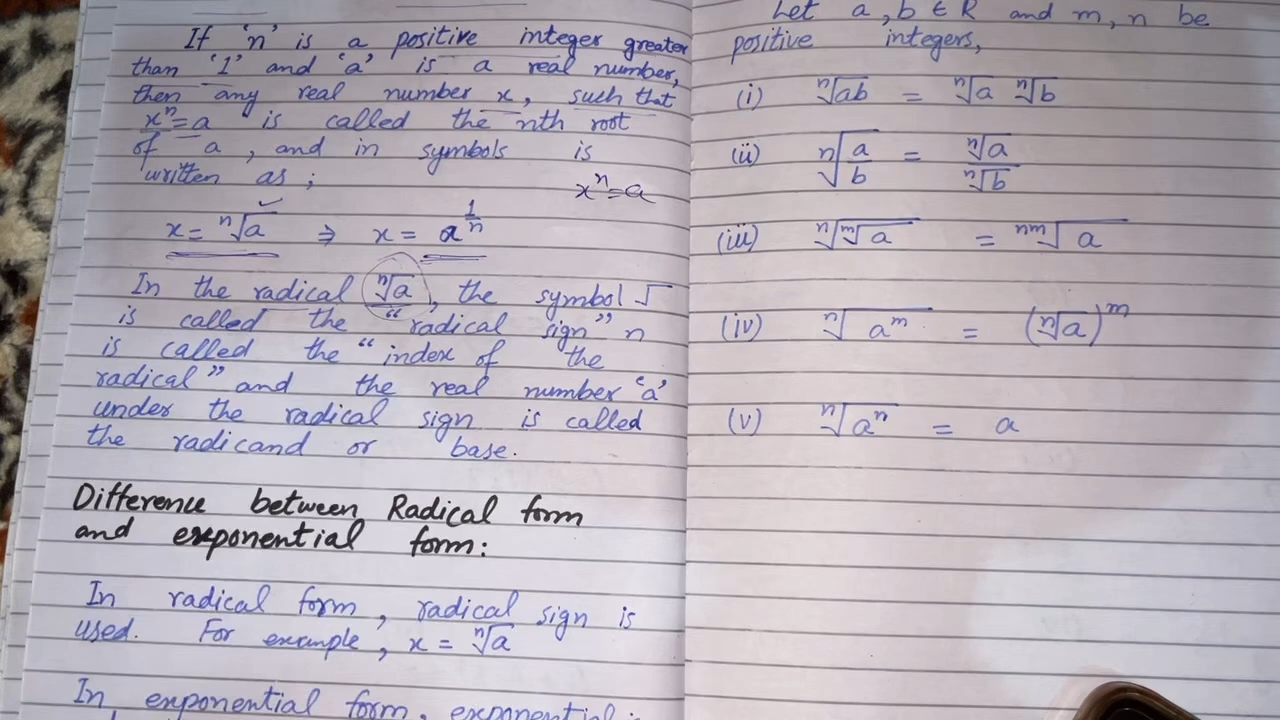 If 'n' is a positive integer greater
than '1' and 'a' is a real number,
then any real number x, such that
xⁿ=a is called the nth root
of a, and in symbols is
written as ;
xⁿ=a
x = ⁿ√a ⇒ x = a^(1/n)
In the radical ⁿ√a, the symbol √
is called the "radical sign" n
is called the "index of the
radical" and the real number 'a'
under the radical sign is called
the radicand or base.
Difference between Radical form
and exponential form:
In radical form, radical sign is
used. For example, x = ⁿ√a
In exponential form, exponential
Let a, b ∈ R and m, n be
positive integers,
(i) ⁿ√ab = ⁿ√a ⁿ√b
(ii) ⁿ√(a/b) = ⁿ√a / ⁿ√b
(iii) ⁿ√(ᵐ√a) = ⁿᵐ√a
(iv) ⁿ√aᵐ = (ⁿ√a)ᵐ
(v) ⁿ√aⁿ = a